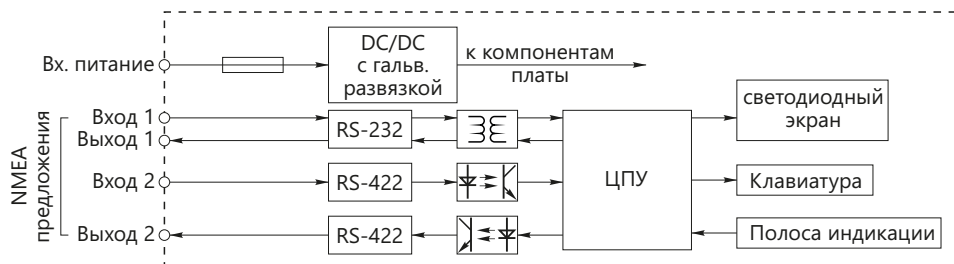 Вх. питание
DC/DC
с гальв.
развязкой
к компонентам
платы
NMEA
предложения
Вход 1
Выход 1
RS-232
Вход 2
RS-422
Выход 2
RS-422
ЦПУ
светодиодный
экран
Клавиатура
Полоса индикации